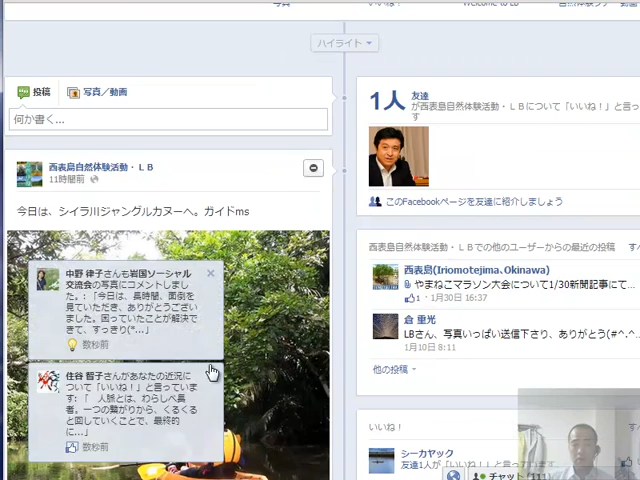 いいね!
Welcome to LB
ハイライト
投稿
写真/動画
何か書く...
西表島自然体験活動・LB
11時間前
今日は、シイラ川ジャングルカヌーへ。ガイドms
中野 律子さんも岩国ソーシャル
交流会の写真にコメントしまし
た。:「今日は、長時間、面倒を
見ていただき、ありがとうござい
ました。困っていたことが解決で
きて、すっきり(*...」
数秒前
住谷 智子さんがあなたの近況に
ついて「いいね!」と言っていま
す:「 人脈とは、わらしべ長
者。一つの繋がりから、くるくる
と回していくことで、最終的
に...」
数秒前
1人 友達
が西表島自然体験活動・LBについて「いいね!」と言っ
す
このFacebookページを友達に紹介しましょう
西表島自然体験活動・LBでの他のユーザーからの最近の投稿
西表島(Iriomotejima、Okinawa)
やまねこマラソン大会について1/30新聞記事にて...
1・1月30日 16:37
倉 重光
LBさん、写真いっぱい送信下さり、ありがとう(#^.^...
1月10日 8:11
他の投稿
いいね!
シーカヤック
友達1人が「いいね!」と言っています。
チャット (11)